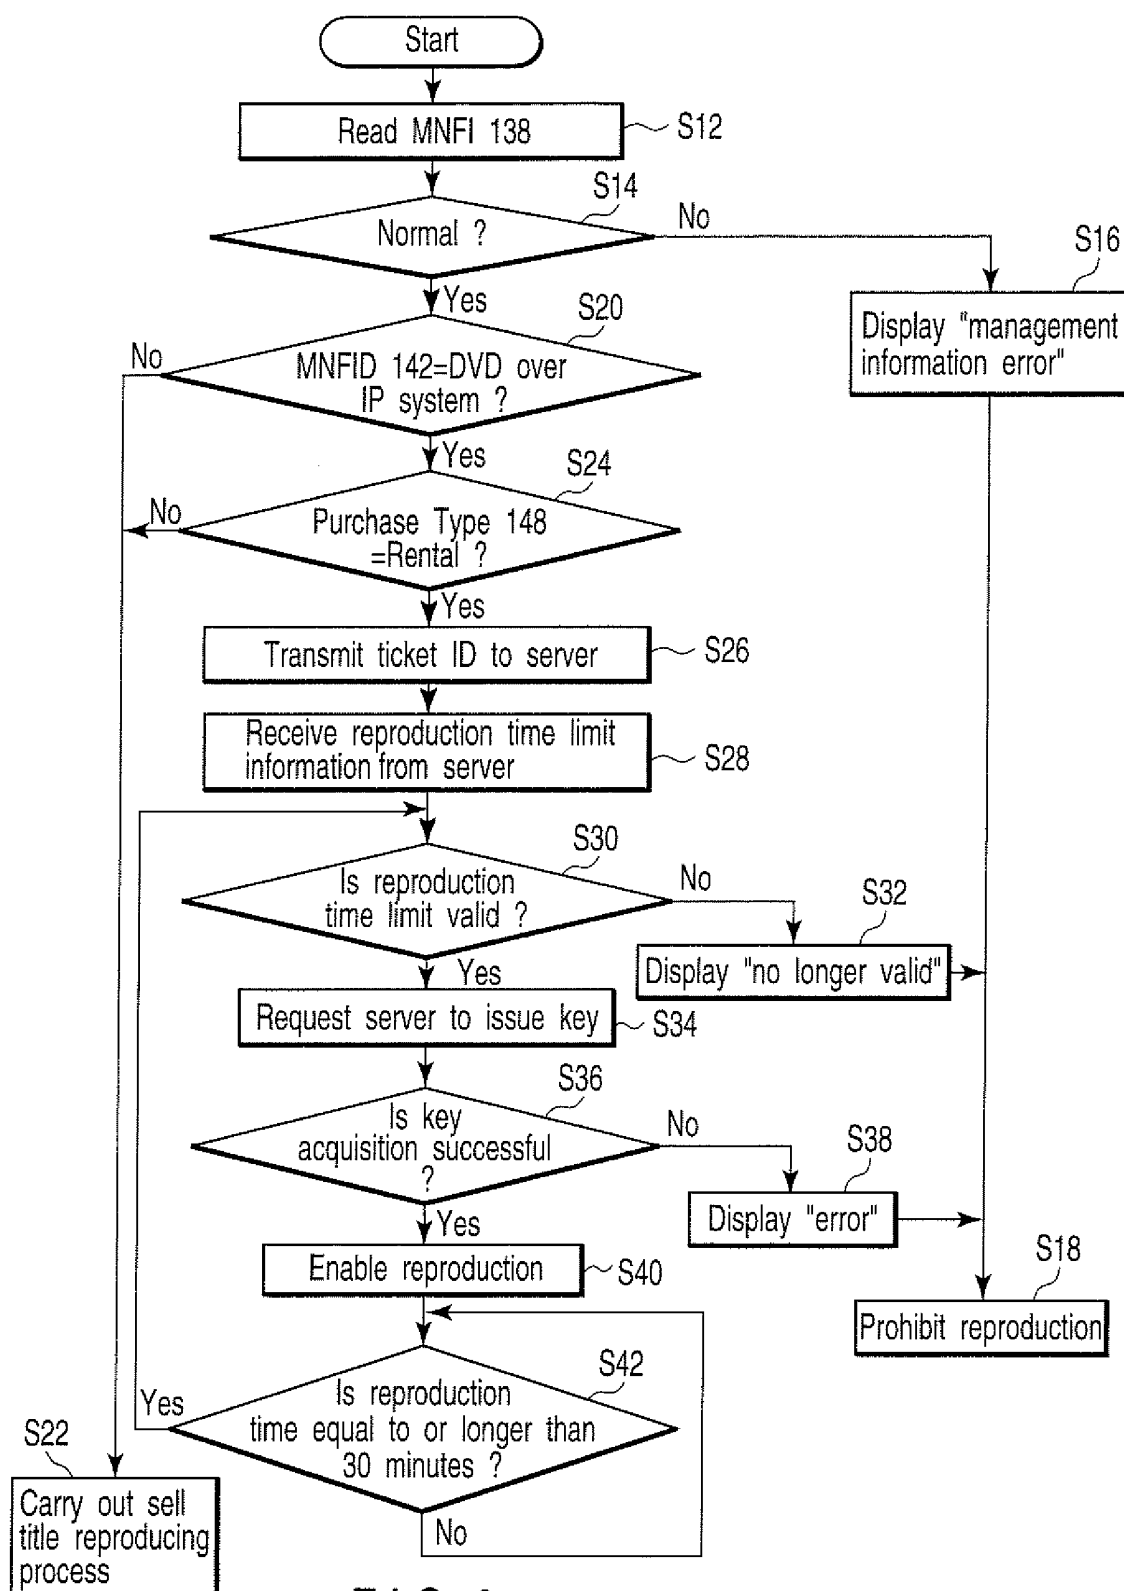 Start
Read MNFI 138
S12
S14
Normal ?
No
Yes
S16
Display "management
information error"
S20
No
MNFID 142=DVD over
IP system ?
Yes
S24
No
Purchase Type 148
=Rental ?
Yes
Transmit ticket ID to server
S26
Receive reproduction time limit
information from server
S28
S30
Is reproduction
time limit valid ?
No
S32
Display "no longer valid"
Yes
Request server to issue key
S34
S36
Is key
acquisition successful
?
No
S38
Display "error"
Yes
Enable reproduction
S40
S18
Prohibit reproduction
S42
Is reproduction
time equal to or longer than
30 minutes ?
Yes
No
S22
Carry out sell
title reproducing
process